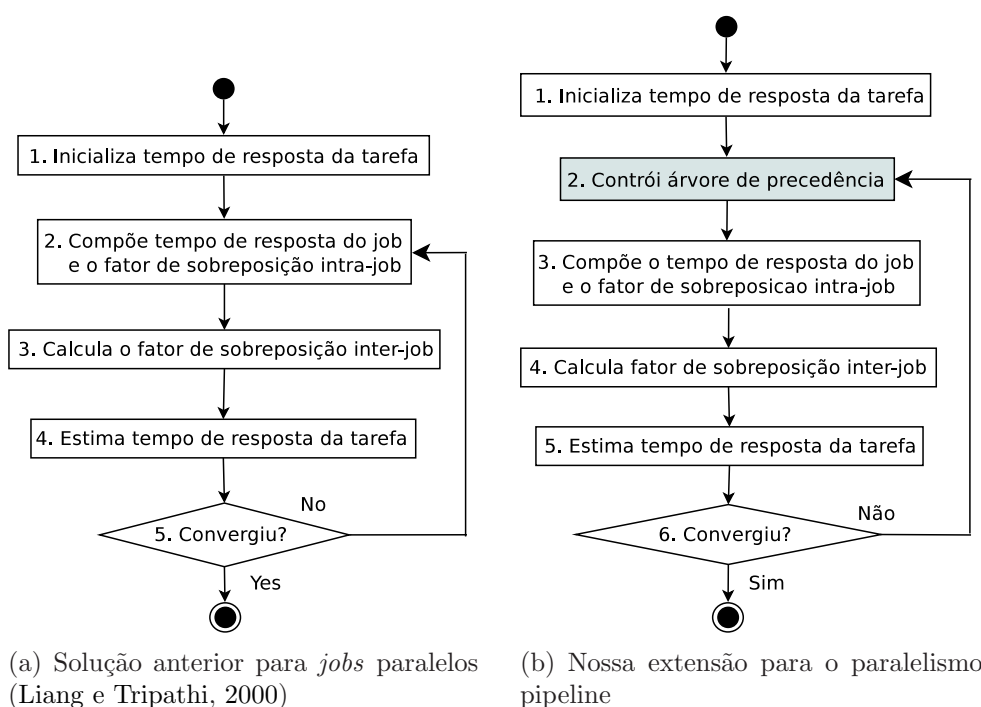 1. Inicializa tempo de resposta da tarefa
2. Compõe tempo de resposta do job
e o fator de sobreposição intra-job
3. Calcula o fator de sobreposição inter-job
4. Estima tempo de resposta da tarefa
5. Convergiu?
No
Yes
(a) Solução anterior para jobs paralelos
(Liang e Tripathi, 2000)
1. Inicializa tempo de resposta da tarefa
2. Contrói árvore de precedência
3. Compõe o tempo de resposta do job
e o fator de sobreposicao intra-job
4. Calcula fator de sobreposição inter-job
5. Estima tempo de resposta da tarefa
6. Convergiu?
Não
Sim
(b) Nossa extensão para o paralelismo
pipeline